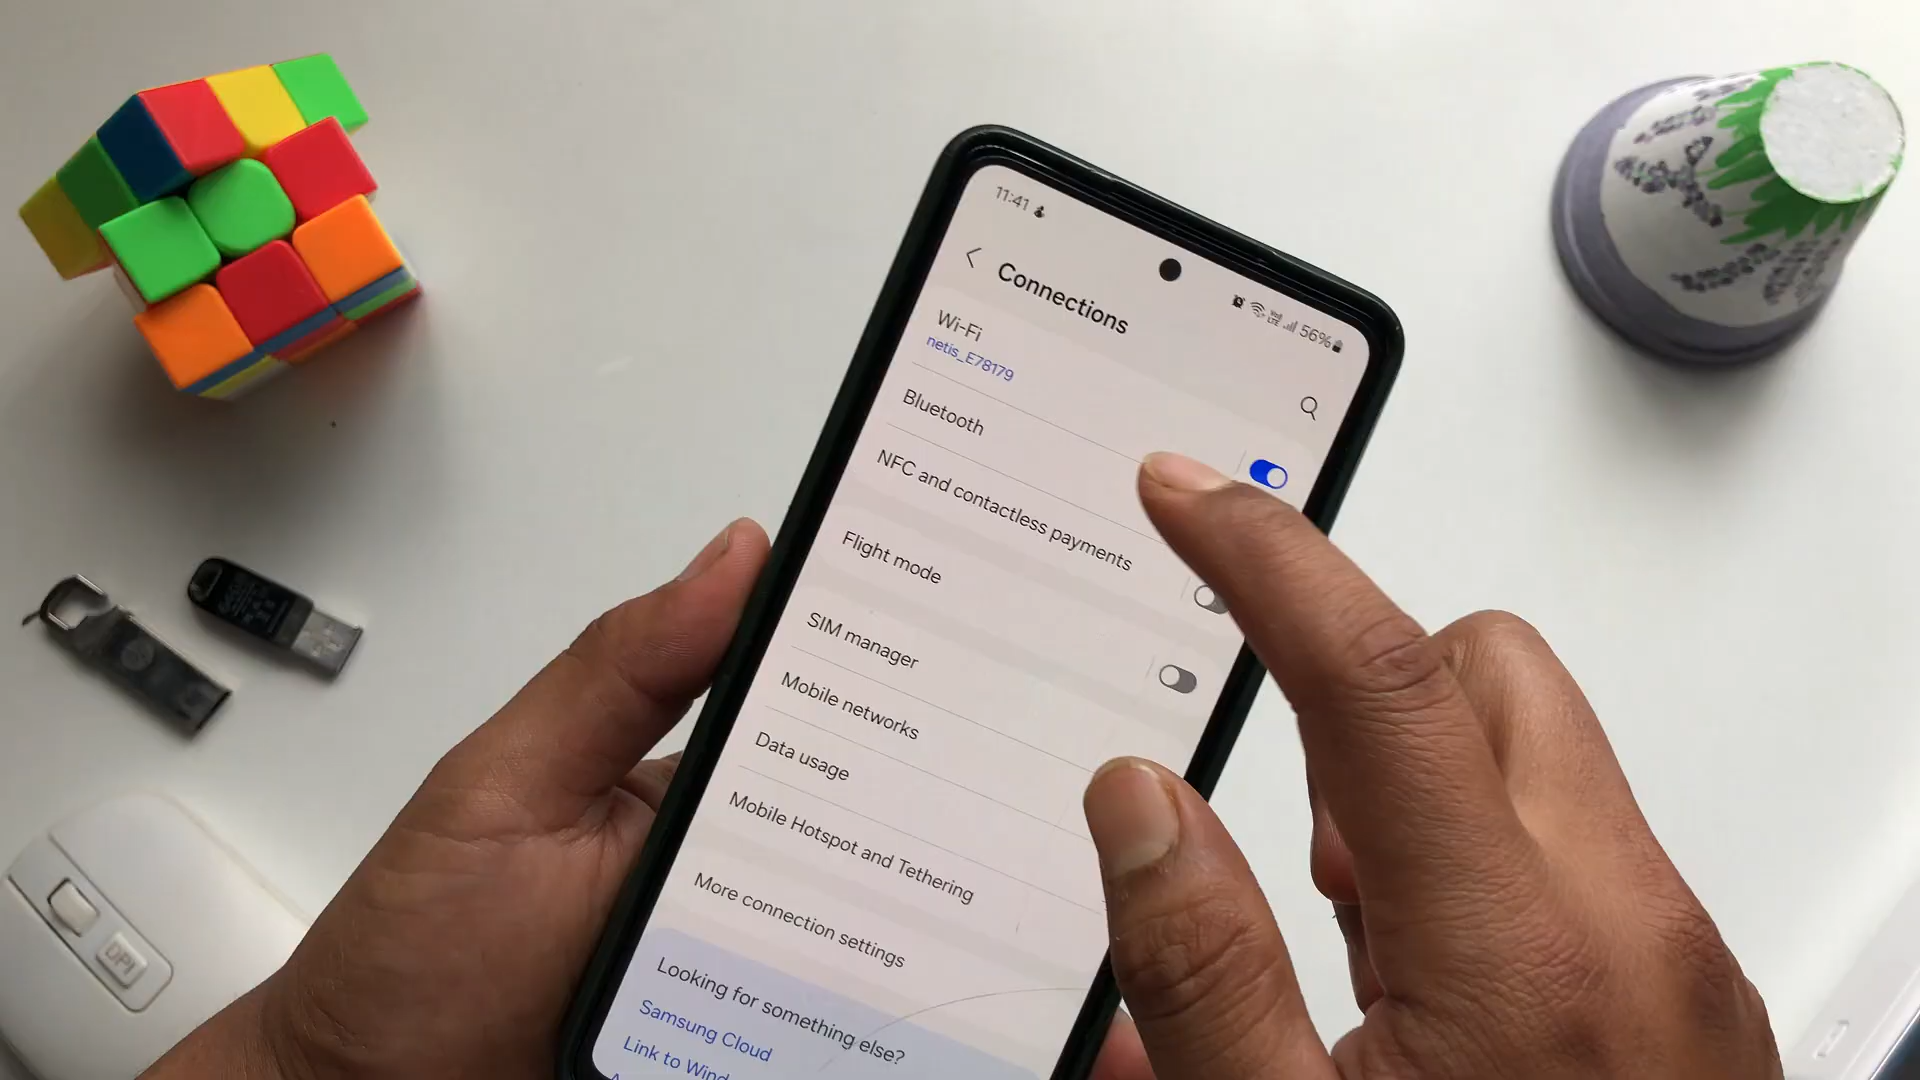 11:41
56%
Connections
Wi-Fi
netis_E78179
Bluetooth
NFC and contactless payments
Flight mode
SIM manager
Mobile networks
Data usage
Mobile Hotspot and Tethering
More connection settings
Looking for something else?
Samsung Cloud
Link to Wind
DPI